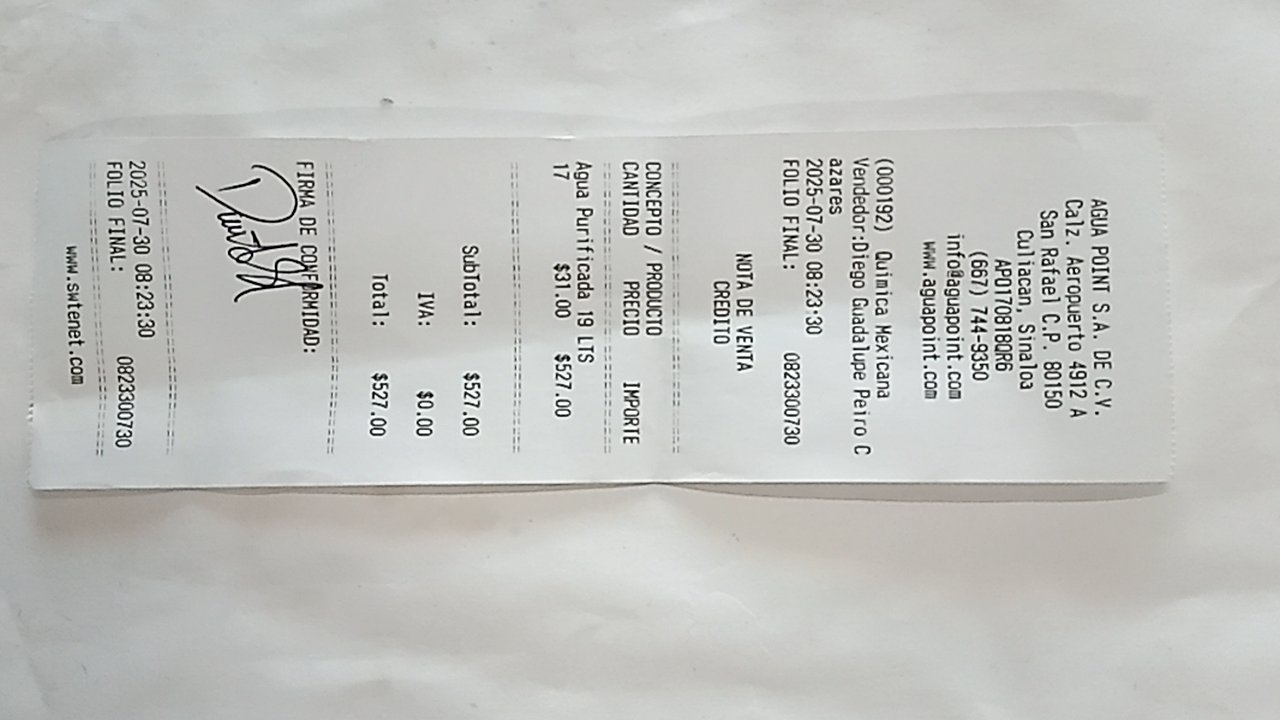 AGUA POINT S.A. DE C.V.
Calz. Aeropuerto 4912 A
San Rafael C.P. 80150
Culiacan, Sinaloa
APO170818QR6
(667) 744-9350
info@aguapoint.com
www.aguapoint.com
(000192) Quimica Mexicana
Vendedor:Diego Guadalupe Peiro C
azares
2025-07-30 08:23:30
FOLIO FINAL: 0823300730
NOTA DE VENTA
CREDITO
CONCEPTO / PRODUCTO
CANTIDAD PRECIO IMPORTE
Agua Purificada 19 LTS
17 $31.00 $527.00
SubTotal: $527.00
IVA: $0.00
Total: $527.00
FIRMA DE CONFORMIDAD:
2025-07-30 08:23:30
FOLIO FINAL: 0823300730
www.swtenet.com